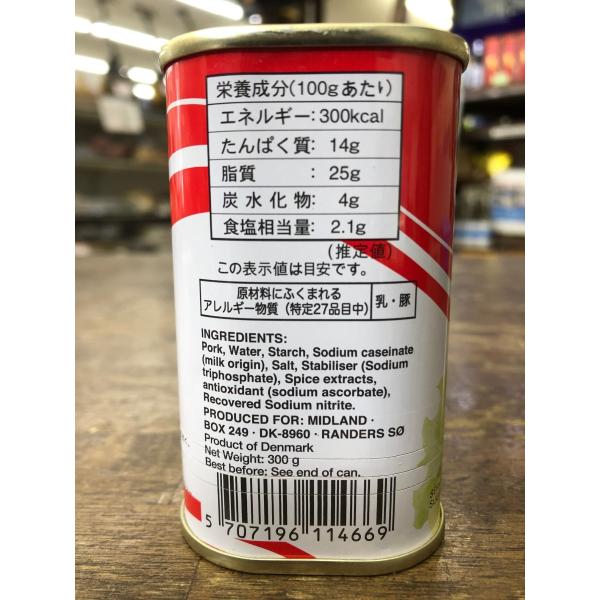 栄養成分(100gあたり)
エネルギー:300kcal
たんぱく質: 14g
脂質 : 25g
炭水化物: 4g
食塩相当量: 2.1g
(推定値)
この表示値は目安です。
原材料にふくまれる
アレルギー物質(特定27品目中) 乳・豚
INGREDIENTS:
Pork, Water, Starch, Sodium caseinate
(milk origin), Salt, Stabiliser (Sodium
triphosphate), Spice extracts,
antioxidant (sodium ascorbate),
Recovered Sodium nitrite.
PRODUCED FOR: MIDLAND ·
BOX 249 · DK-8960 · RANDERS SØ
Product of Denmark
Net Weight: 300 g
Best before: See end of can.
5 707196 114669